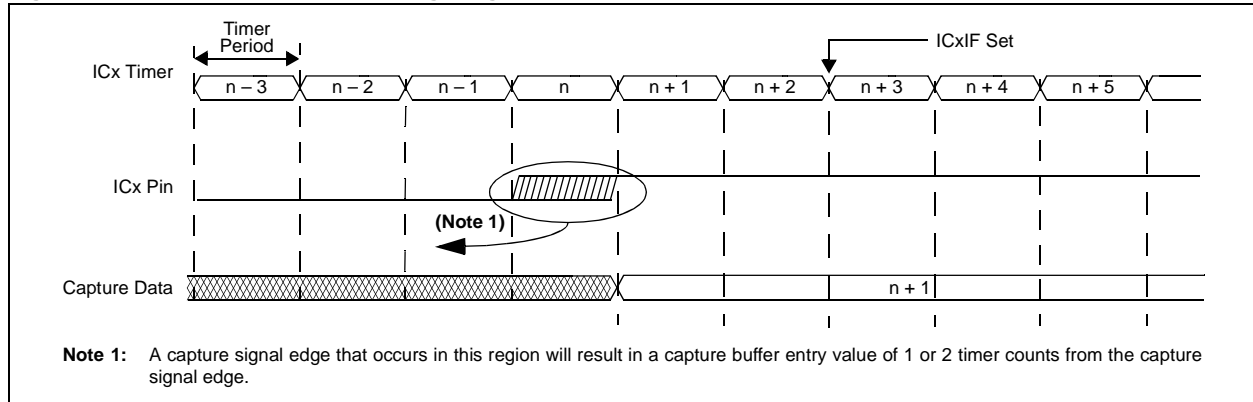 Timer
Period
ICxIF Set
ICx Timer
n – 3
n – 2
n – 1
n
n + 1
n + 2
n + 3
n + 4
n + 5
ICx Pin
(Note 1)
Capture Data
n + 1
Note 1: A capture signal edge that occurs in this region will result in a capture buffer entry value of 1 or 2 timer counts from the capture
signal edge.